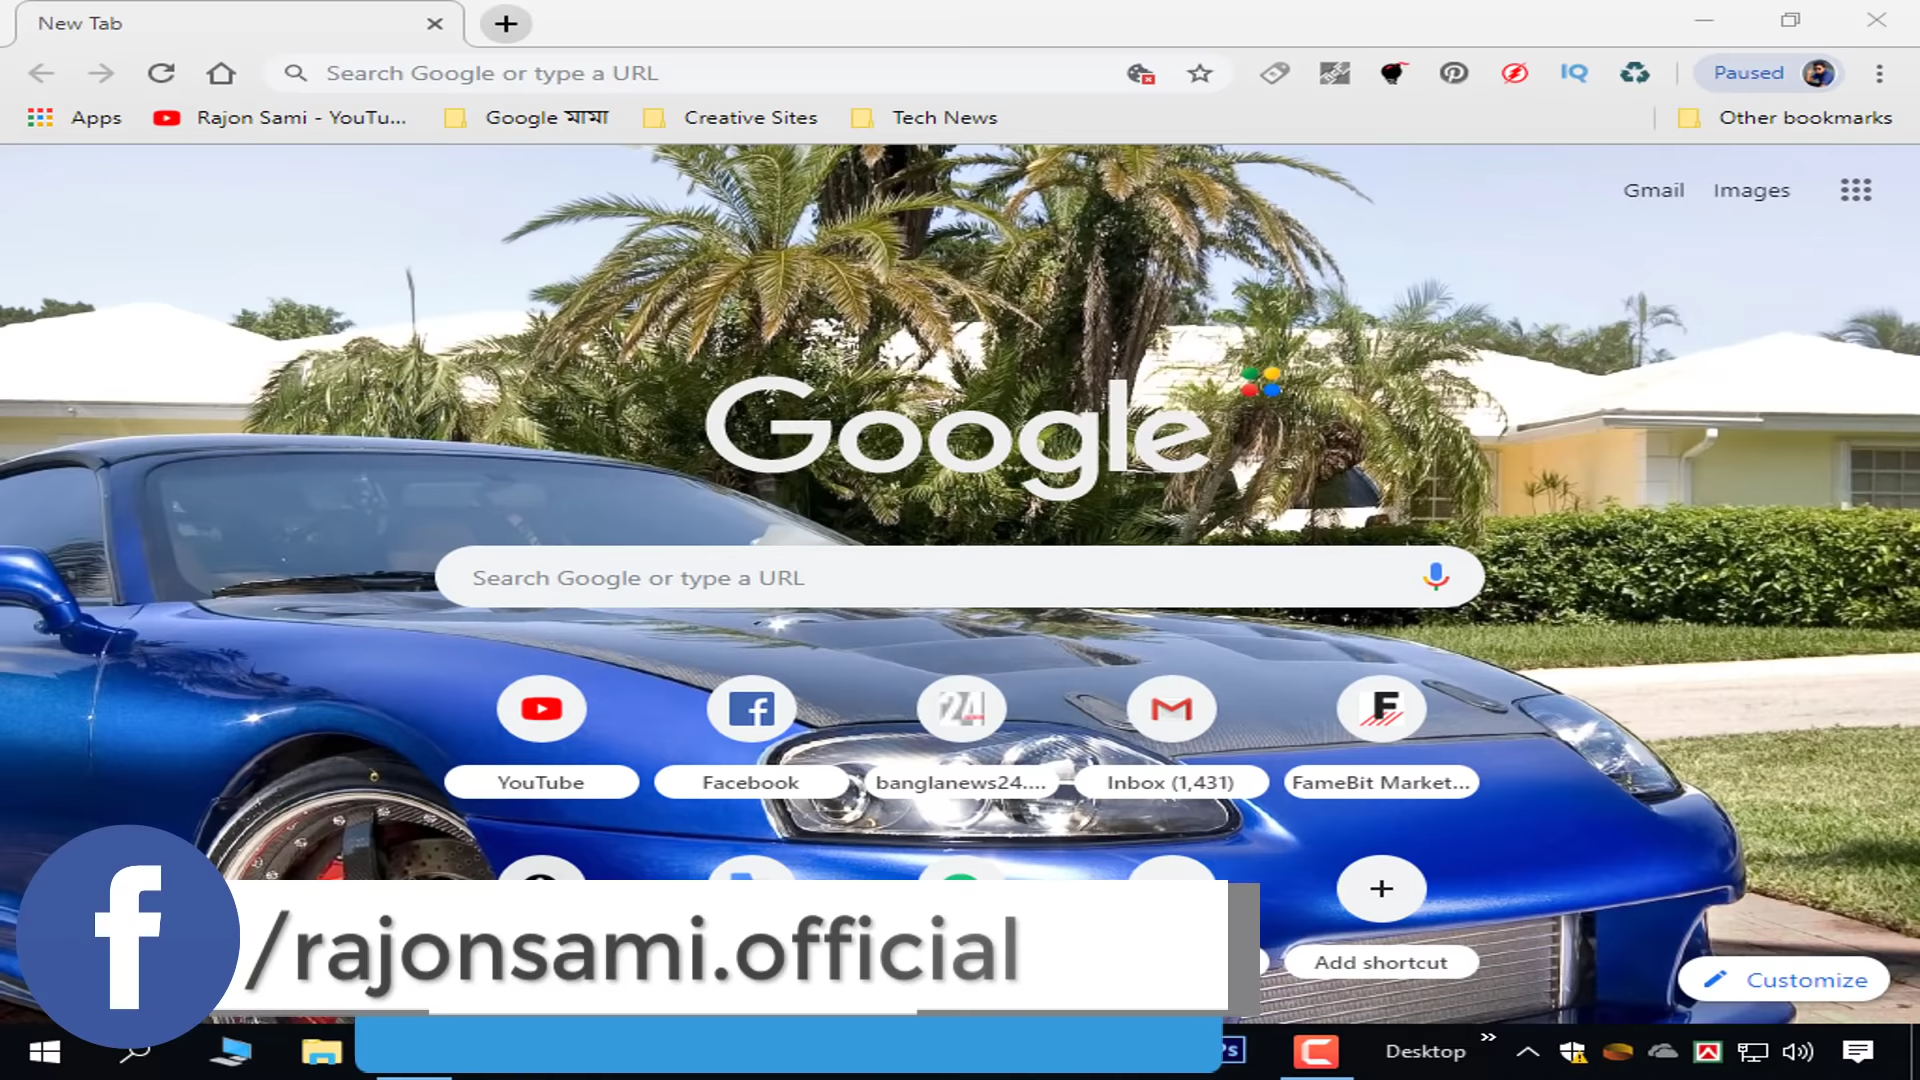 New Tab
Search Google or type a URL
IQ
Paused
Apps
Rajon Sami - YouTu...
Google মামা
Creative Sites
Tech News
Other bookmarks
Gmail
Images
Google
Search Google or type a URL
24
F
YouTube
Facebook
banglanews24....
Inbox (1,431)
FameBit Market...
Add shortcut
f
/rajonsami.official
Customize
Desktop